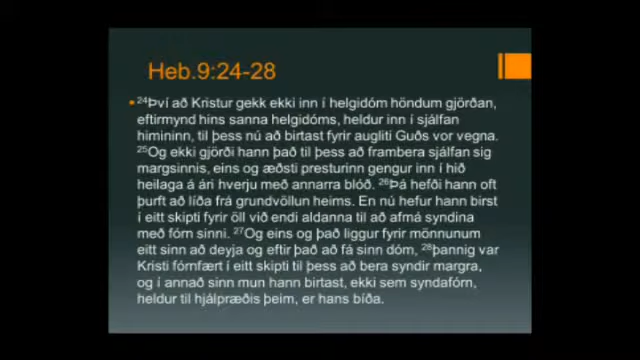 Heb.9:24-28
▪ ²⁴Því að Kristur gekk ekki inn í helgidóm höndum gjörðan,
eftirmynd hins sanna helgidóms, heldur inn í sjálfan
himininn, til þess nú að birtast fyrir augliti Guðs vor vegna.
²⁵Og ekki gjörði hann það til þess að frambera sjálfan sig
margsinnis, eins og æðsti presturinn gengur inn í hið
heilaga á ári hverju með annarra blóð. ²⁶Þá hefði hann oft
þurft að líða frá grundvöllun heims. En nú hefur hann birst
í eitt skipti fyrir öll við endi aldanna til að afmá syndina
með fórn sinni. ²⁷Og eins og það liggur fyrir mönnunum
eitt sinn að deyja og eftir það að fá sinn dóm, ²⁸þannig var
Kristi fórnfært í eitt skipti til þess að bera syndir margra,
og í annað sinn mun hann birtast, ekki sem syndafórn,
heldur til hjálpræðis þeim, er hans bíða.